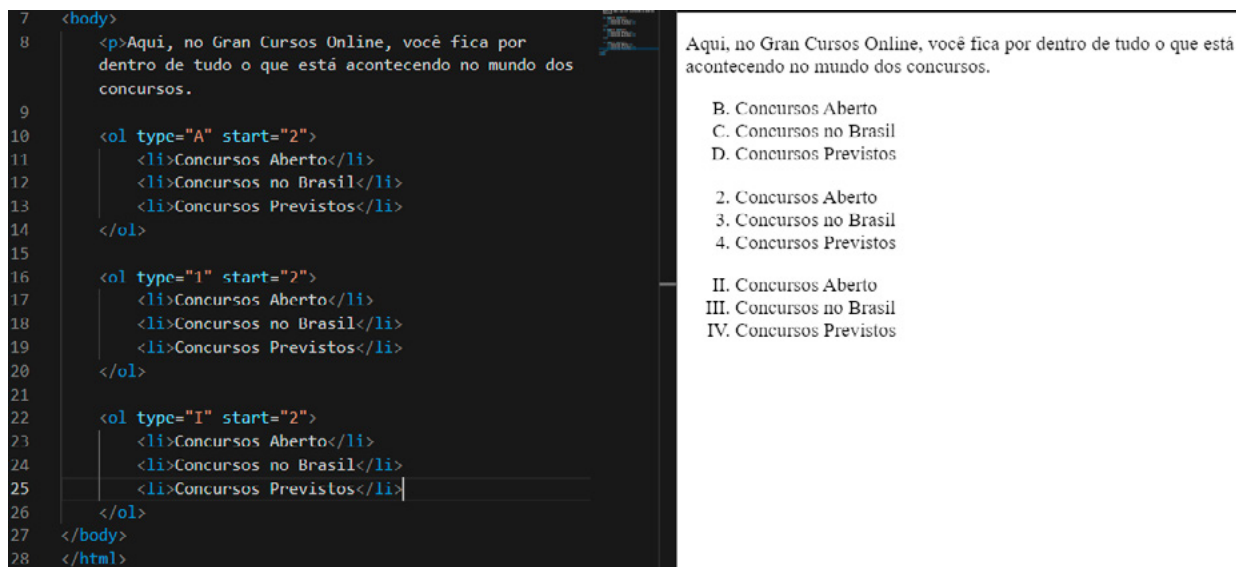 7 <body>
8 <p>Aqui, no Gran Cursos Online, você fica por
dentro de tudo o que está acontecendo no mundo dos
concursos.
9
10 <ol type="A" start="2">
11 <li>Concursos Aberto</li>
12 <li>Concursos no Brasil</li>
13 <li>Concursos Previstos</li>
14 </ol>
15
16 <ol type="1" start="2">
17 <li>Concursos Aberto</li>
18 <li>Concursos no Brasil</li>
19 <li>Concursos Previstos</li>
20 </ol>
21
22 <ol type="I" start="2">
23 <li>Concursos Aberto</li>
24 <li>Concursos no Brasil</li>
25 <li>Concursos Previstos</li>
26 </ol>
27 </body>
28 </html>
Aqui, no Gran Cursos Online, você fica por dentro de tudo o que está
acontecendo no mundo dos concursos.
B. Concursos Aberto
C. Concursos no Brasil
D. Concursos Previstos
2. Concursos Aberto
3. Concursos no Brasil
4. Concursos Previstos
II. Concursos Aberto
III. Concursos no Brasil
IV. Concursos Previstos